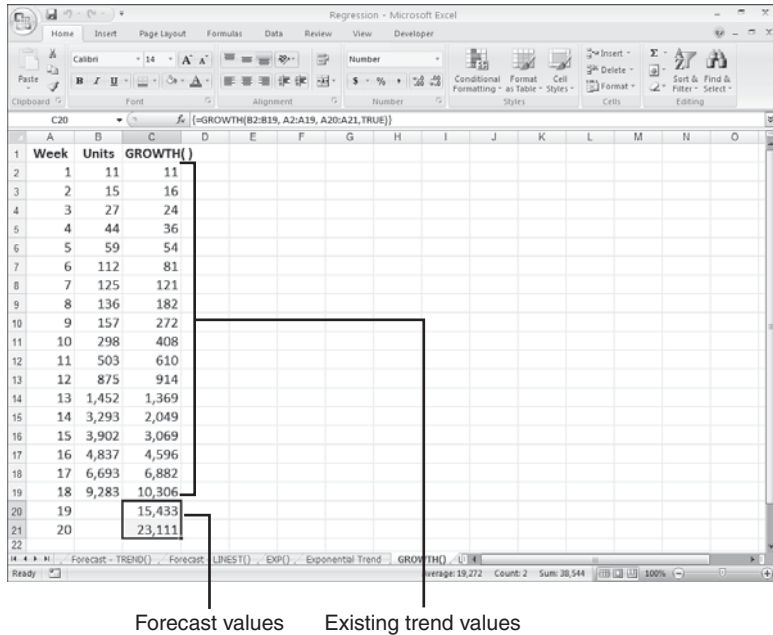 Regression - Microsoft Excel
Home Insert Page Layout Formulas Data Review View Developer
Paste
Calibri 14 A A
B I U A
Number
$ % ,
Conditional Formatting
Format as Table
Cell Styles
Insert
Delete
Format
Σ
Sort & Filter
Find & Select
Clipboard Font Alignment Number Styles Cells Editing
C20 fx {=GROWTH(B2:B19, A2:A19, A20:A21,TRUE)}
A B C D E F G H I J K L M N O
1 Week Units GROWTH( )
2 1 11 11
3 2 15 16
4 3 27 24
5 4 44 36
6 5 59 54
7 6 112 81
8 7 125 121
9 8 136 182
10 9 157 272
11 10 298 408
12 11 503 610
13 12 875 914
14 13 1,452 1,369
15 14 3,293 2,049
16 15 3,902 3,069
17 16 4,837 4,596
18 17 6,693 6,882
19 18 9,283 10,306
20 19 15,433
21 20 23,111
22
Forecast - TREND() Forecast - LINEST() EXP() Exponential Trend GROWTH()
Ready Average: 19,272 Count: 2 Sum: 38,544 100%
Forecast values Existing trend values